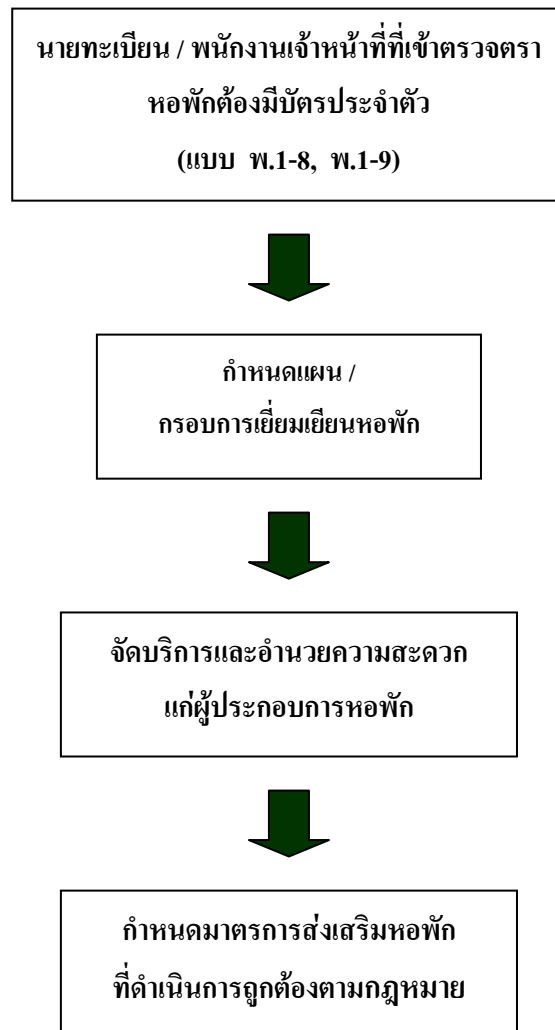 นายทะเบียน / พนักงานเจ้าหน้าที่ที่เข้าตรวจตรา
หอพักต้องมีบัตรประจำตัว
(แบบ พ.1-8, พ.1-9)
กำหนดแผน /
กรอบการเยี่ยมเยียนหอพัก
จัดบริการและอำนวยความสะดวก
แก่ผู้ประกอบการหอพัก
กำหนดมาตรการส่งเสริมหอพัก
ที่ดำเนินการถูกต้องตามกฎหมาย